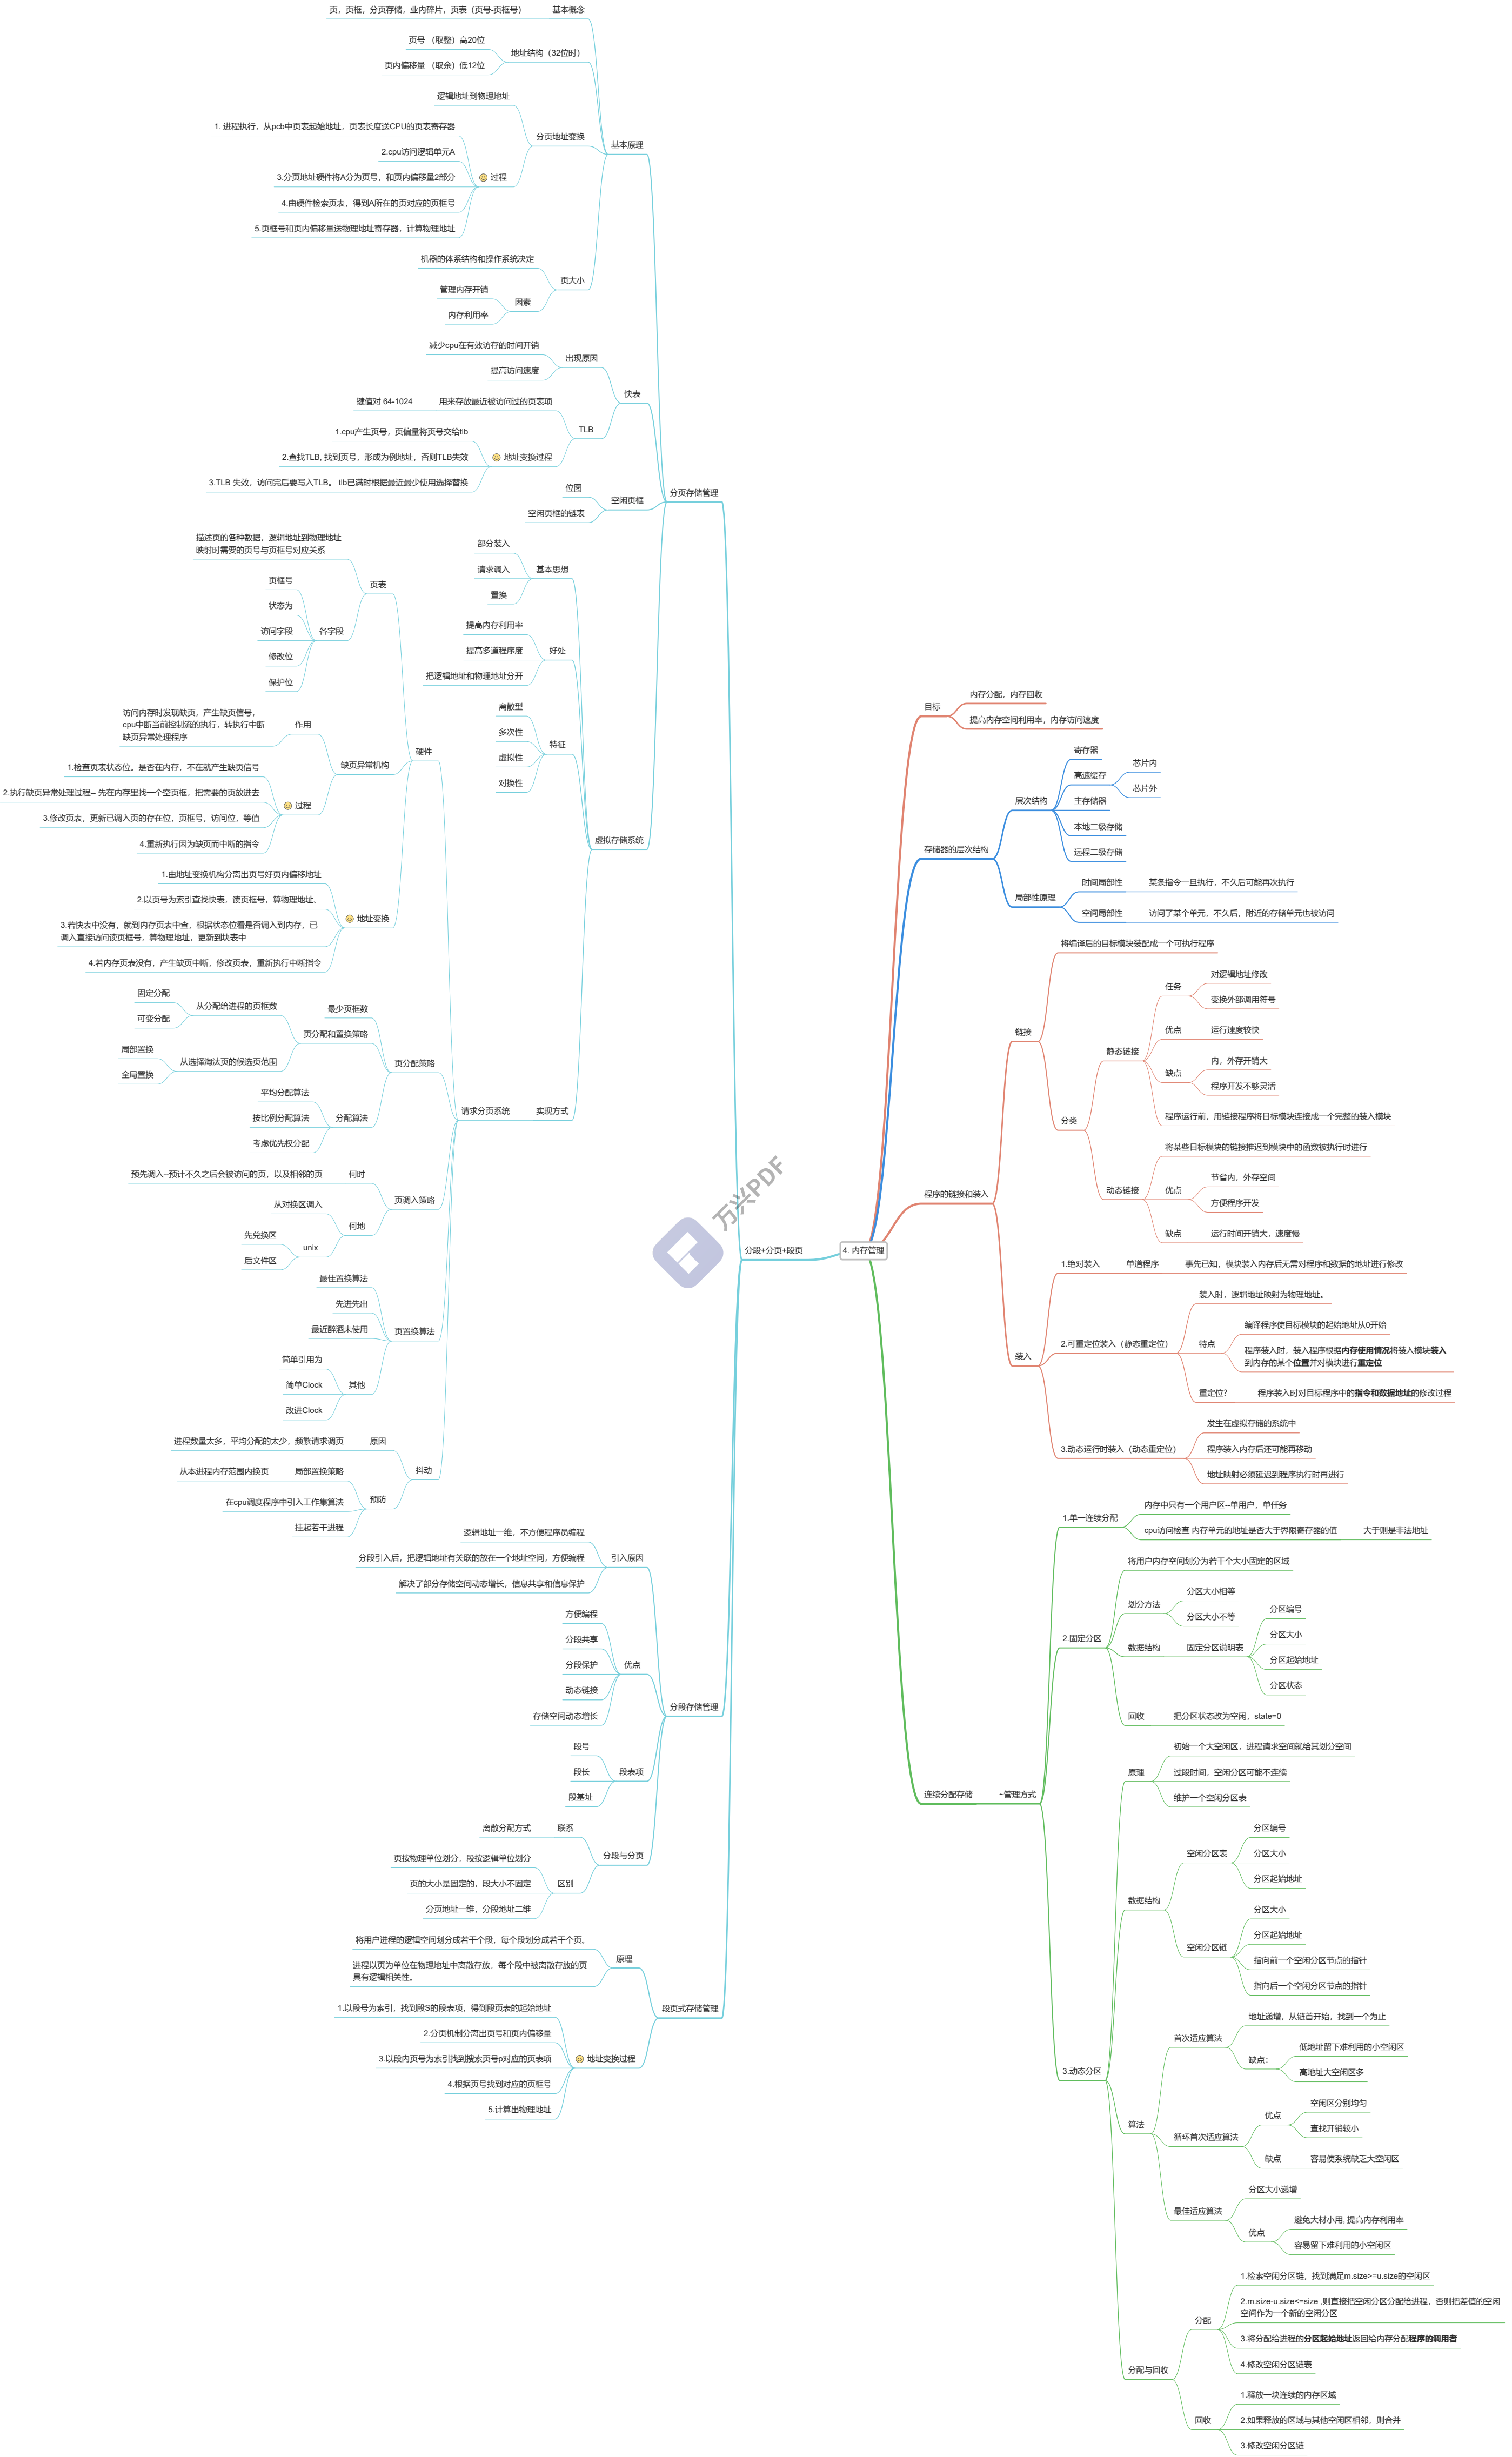 4. 内存管理
目标
内存分配，内存回收
提高内存空间利用率，内存访问速度
存储器的层次结构
层次结构
寄存器
高速缓存
芯片内
芯片外
主存储器
本地二级存储
远程二级存储
局部性原理
时间局部性
某条指令一旦执行，不久后可能再次执行
空间局部性
访问了某个单元，不久后，附近的存储单元也被访问
程序的链接和装入
链接
将编译后的目标模块装配成一个可执行程序
分类
静态链接
任务
对逻辑地址修改
变换外部调用符号
优点
运行速度较快
缺点
内，外存开销大
程序开发不够灵活
程序运行前，用链接程序将目标模块连接成一个完整的装入模块
动态链接
将某些目标模块的链接推迟到模块中的函数被执行时进行
优点
节省内，外存空间
方便程序开发
缺点
运行时间开销大，速度慢
装入
1.绝对装入
单道程序
事先已知，模块装入内存后无需对程序和数据的地址进行修改
2.可重定位装入（静态重定位）
装入时，逻辑地址映射为物理地址。
特点
编译程序使目标模块的起始地址从0开始
程序装入时，装入程序根据内存使用情况将装入模块装入
到内存的某个位置并对模块进行重定位
重定位？
程序装入时对目标程序中的指令和数据地址的修改过程
3.动态运行时装入（动态重定位）
发生在虚拟存储的系统中
程序装入内存后还可能再移动
地址映射必须延迟到程序执行时再进行
连续分配存储
~管理方式
1.单一连续分配
内存中只有一个用户区--单用户，单任务
cpu访问检查 内存单元的地址是否大于界限寄存器的值
大于则是非法地址
2.固定分区
将用户内存空间划分为若干个大小固定的区域
划分方法
分区大小相等
分区大小不等
数据结构
固定分区说明表
分区编号
分区大小
分区起始地址
分区状态
回收
把分区状态改为空闲，state=0
3.动态分区
原理
初始一个大空闲区，进程请求空间就给其划分空间
过段时间，空闲分区可能不连续
维护一个空闲分区表
数据结构
空闲分区表
分区编号
分区大小
分区起始地址
空闲分区链
分区大小
分区起始地址
指向前一个空闲分区节点的指针
指向后一个空闲分区节点的指针
算法
首次适应算法
地址递增，从链首开始，找到一个为止
缺点：
低地址留下难利用的小空闲区
高地址大空闲区多
循环首次适应算法
优点
空闲区分别均匀
查找开销较小
缺点
容易使系统缺乏大空闲区
最佳适应算法
分区大小递增
优点
避免大材小用, 提高内存利用率
容易留下难利用的小空闲区
分配与回收
分配
1.检索空闲分区链，找到满足m.size>=u.size的空闲区
2.m.size-u.size<=size ,则直接把空闲分区分配给进程，否则把差值的空闲
空间作为一个新的空闲分区
3.将分配给进程的分区起始地址返回给内存分配程序的调用者
4.修改空闲分区链表
回收
1.释放一块连续的内存区域
2.如果释放的区域与其他空闲区相邻，则合并
3.修改空闲分区链
分段+分页+段页
分页存储管理
基本原理
基本概念
页，页框，分页存储，业内碎片，页表（页号-页框号）
地址结构（32位时）
页号 （取整）高20位
页内偏移量 （取余）低12位
分页地址变换
逻辑地址到物理地址
过程
1. 进程执行，从pcb中页表起始地址，页表长度送CPU的页表寄存器
2.cpu访问逻辑单元A
3.分页地址硬件将A分为页号，和页内偏移量2部分
4.由硬件检索页表，得到A所在的页对应的页框号
5.页框号和页内偏移量送物理地址寄存器，计算物理地址
页大小
机器的体系结构和操作系统决定
因素
管理内存开销
内存利用率
快表
出现原因
减少cpu在有效访存的时间开销
提高访问速度
TLB
用来存放最近被访问过的页表项
键值对 64-1024
地址变换过程
1.cpu产生页号，页偏量将页号交给tlb
2.查找TLB, 找到页号，形成为例地址，否则TLB失效
3.TLB 失效，访问完后要写入TLB。 tlb已满时根据最近最少使用选择替换
空闲页框
位图
空闲页框的链表
虚拟存储系统
基本思想
部分装入
请求调入
置换
好处
提高内存利用率
提高多道程序度
把逻辑地址和物理地址分开
特征
离散型
多次性
虚拟性
对换性
实现方式
请求分页系统
硬件
页表
描述页的各种数据，逻辑地址到物理地址
映射时需要的页号与页框号对应关系
各字段
页框号
状态为
访问字段
修改位
保护位
缺页异常机构
作用
访问内存时发现缺页，产生缺页信号，
cpu中断当前控制流的执行，转执行中断
缺页异常处理程序
过程
1.检查页表状态位。是否在内存，不在就产生缺页信号
2.执行缺页异常处理过程-- 先在内存里找一个空页框，把需要的页放进去
3.修改页表，更新已调入页的存在位，页框号，访问位，等值
4.重新执行因为缺页而中断的指令
地址变换
1.由地址变换机构分离出页号好页内偏移地址
2.以页号为索引查找快表，读页框号，算物理地址，
3.若快表中没有，就到内存页表中查，根据状态位看是否调入到内存，已
调入直接访问读页框号，算物理地址，更新到块表中
4.若内存页表没有，产生缺页中断，修改页表，重新执行中断指令
页分配策略
最少页框数
页分配和置换策略
从分配给进程的页框数
固定分配
可变分配
从选择淘汰页的候选页范围
局部置换
全局置换
分配算法
平均分配算法
按比例分配算法
考虑优先权分配
页调入策略
何时
预先调入--预计不久之后会被访问的页，以及相邻的页
何地
从对换区调入
unix
先兑换区
后文件区
页置换算法
最佳置换算法
先进先出
最近醉酒未使用
其他
简单引用为
简单Clock
改进Clock
抖动
原因
进程数量太多，平均分配的太少，频繁请求调页
预防
局部置换策略
从本进程内存范围内换页
在cpu调度程序中引入工作集算法
挂起若干进程
分段存储管理
引入原因
逻辑地址一维，不方便程序员编程
分段引入后，把逻辑地址有关联的放在一个地址空间，方便编程
解决了部分存储空间动态增长，信息共享和信息保护
优点
方便编程
分段共享
分段保护
动态链接
存储空间动态增长
段表项
段号
段长
段基址
分段与分页
联系
离散分配方式
区别
页按物理单位划分，段按逻辑单位划分
页的大小是固定的，段大小不固定
分页地址一维，分段地址二维
段页式存储管理
原理
将用户进程的逻辑空间划分成若干个段，每个段划分成若干个页。
进程以页为单位在物理地址中离散存放，每个段中被离散存放的页
具有逻辑相关性。
地址变换过程
1.以段号为索引，找到段S的段表项，得到段页表的起始地址
2.分页机制分离出页号和页内偏移量
3.以段内页号为索引找到搜索页号p对应的页表项
4.根据页号找到对应的页框号
5.计算出物理地址
万兴PDF